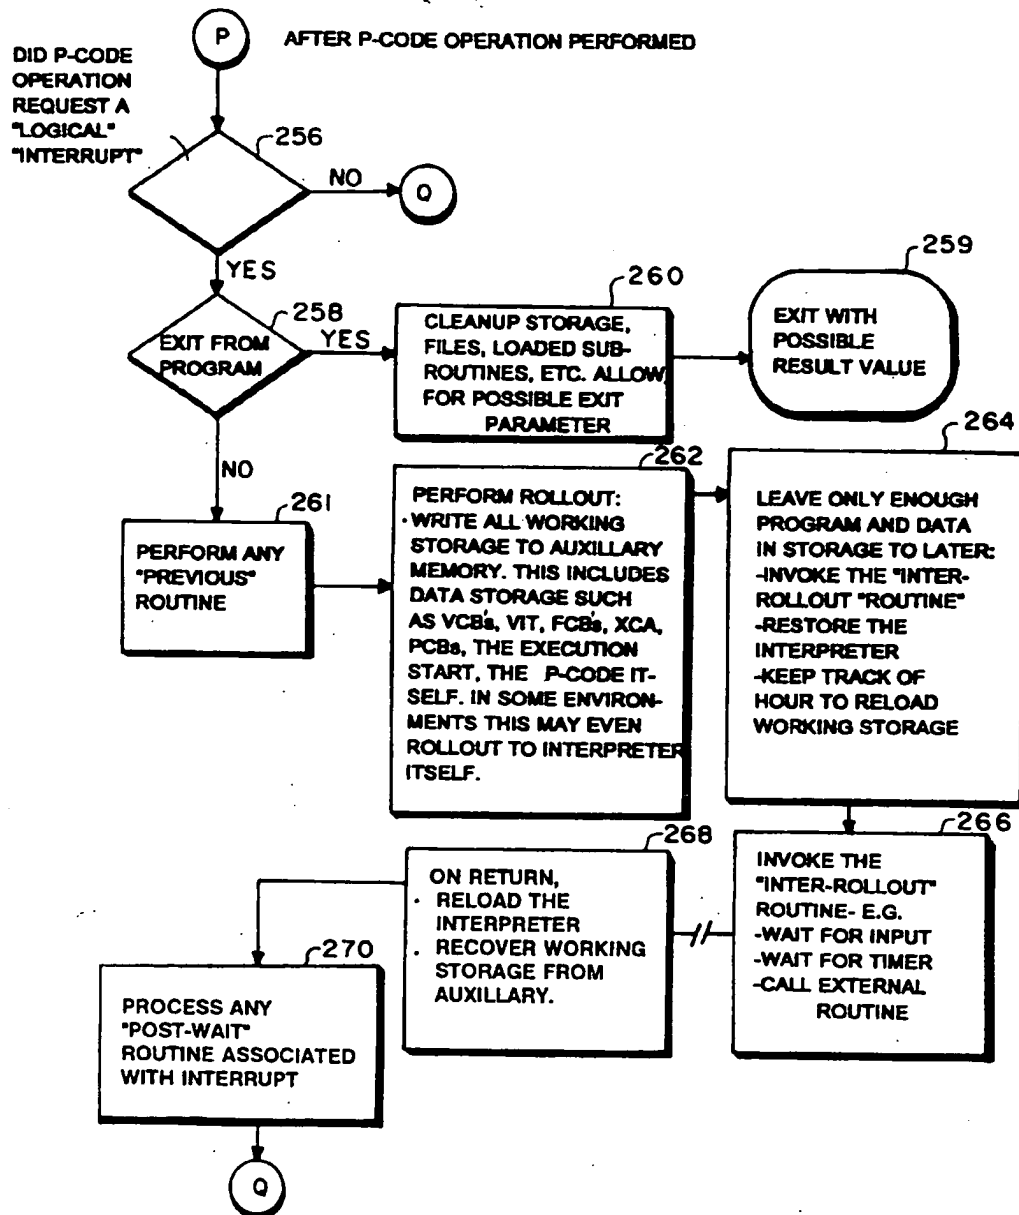 P
AFTER P-CODE OPERATION PERFORMED
DID P-CODE
OPERATION
REQUEST A
"LOGICAL"
"INTERRUPT"
256
NO
Q
YES
258
EXIT FROM
PROGRAM
YES
260
CLEANUP STORAGE,
FILES, LOADED SUB-
ROUTINES, ETC. ALLOW
FOR POSSIBLE EXIT
PARAMETER
259
EXIT WITH
POSSIBLE
RESULT VALUE
NO
261
PERFORM ANY
"PREVIOUS"
ROUTINE
262
PERFORM ROLLOUT:
· WRITE ALL WORKING
STORAGE TO AUXILLARY
MEMORY. THIS INCLUDES
DATA STORAGE SUCH
AS VCB's, VIT, FCB's, XCA,
PCBs, THE EXECUTION
START, THE P-CODE IT-
SELF. IN SOME ENVIRON-
MENTS THIS MAY EVEN
ROLLOUT TO INTERPRETER
ITSELF.
264
LEAVE ONLY ENOUGH
PROGRAM AND DATA
IN STORAGE TO LATER:
-INVOKE THE "INTER-
ROLLOUT "ROUTINE"
-RESTORE THE
INTERPRETER
-KEEP TRACK OF
HOUR TO RELOAD
WORKING STORAGE
266
INVOKE THE
"INTER-ROLLOUT"
ROUTINE- E.G.
-WAIT FOR INPUT
-WAIT FOR TIMER
-CALL EXTERNAL
ROUTINE
268
ON RETURN,
· RELOAD THE
INTERPRETER
· RECOVER WORKING
STORAGE FROM
AUXILLARY.
270
PROCESS ANY
"POST-WAIT"
ROUTINE ASSOCIATED
WITH INTERRUPT
Q